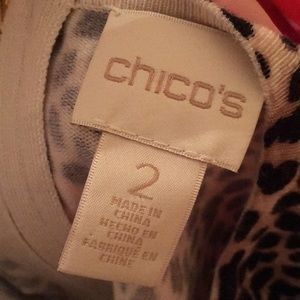 chico's
2
MADE IN
CHINA
HECHO EN
CHINA
FABRIQUÉ EN
CHINE